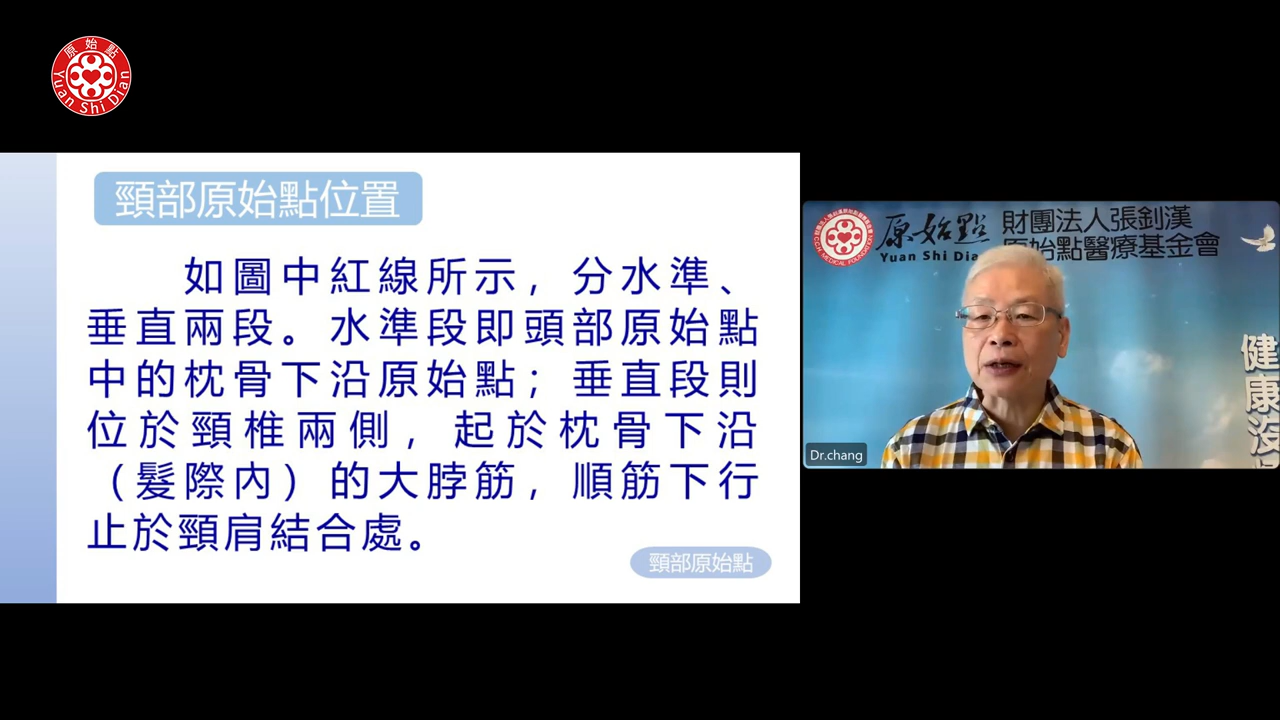 原始點
Yuan Shi Dian
頸部原始點位置
如圖中紅線所示，分水準、
垂直兩段。水準段即頭部原始點
中的枕骨下沿原始點；垂直段則
位於頸椎兩側，起於枕骨下沿
（髮際內）的大脖筋，順筋下行
止於頸肩結合處。
頸部原始點
原始點
Yuan Shi Dia
財團法人張釗漢
原始點醫療基金會
健康沒
Dr.chang